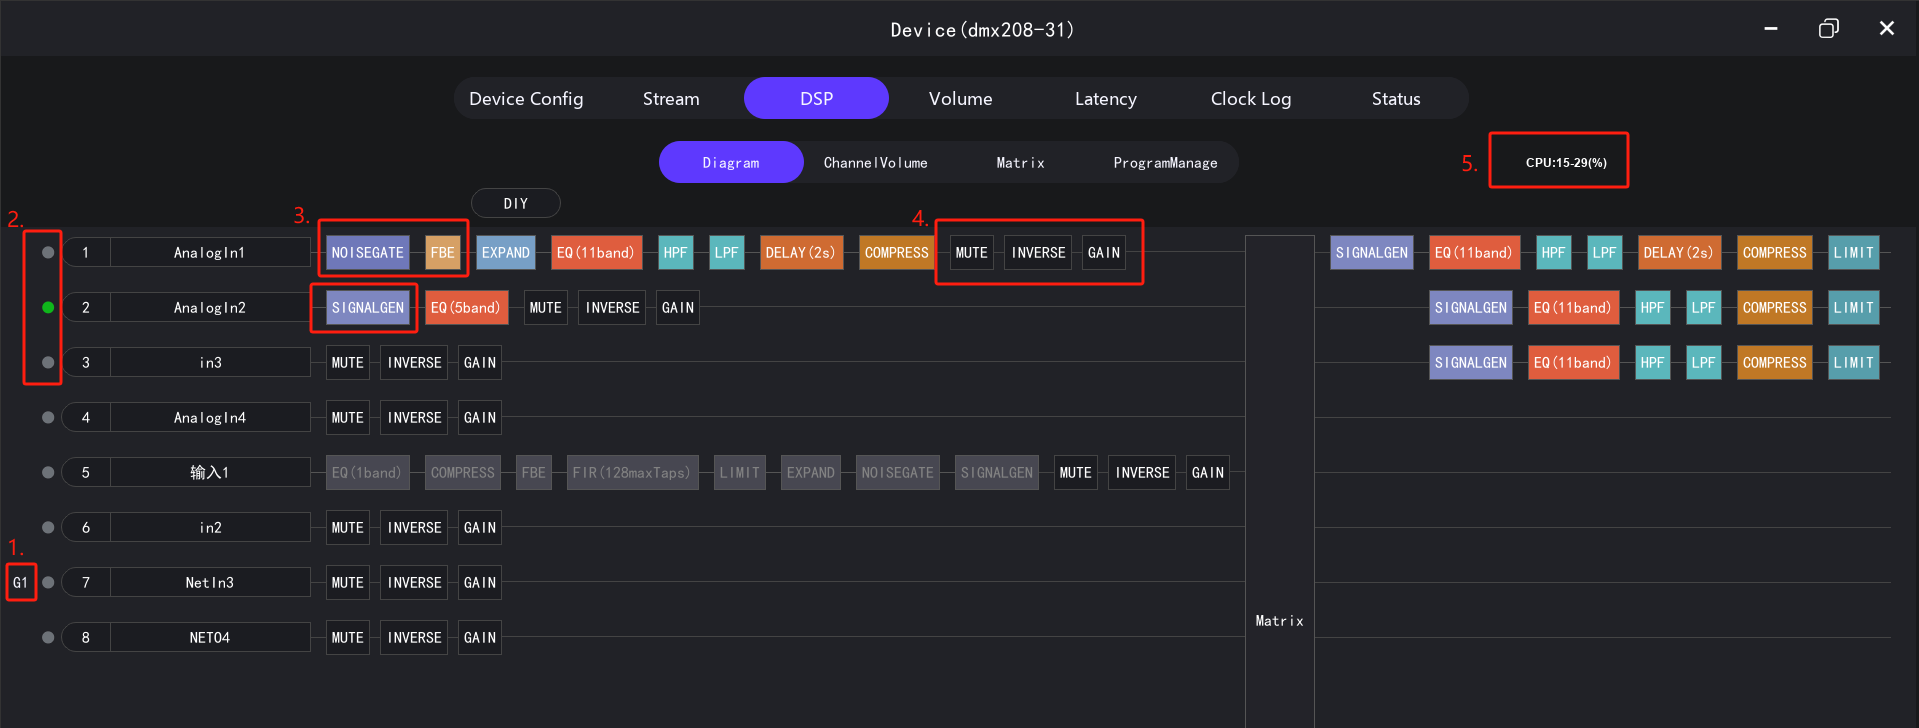 Device(dmx208-31)
Device Config Stream DSP Volume Latency Clock Log Status
Diagram ChannelVolume Matrix ProgramManage
5. CPU:15-29(%)
DIY
2. 3. 4.
1 AnalogIn1 NOISEGATE FBE EXPAND EQ(11band) HPF LPF DELAY(2s) COMPRESS MUTE INVERSE GAIN SIGNALGEN EQ(11band) HPF LPF DELAY(2s) COMPRESS LIMIT
2 AnalogIn2 SIGNALGEN EQ(5band) MUTE INVERSE GAIN SIGNALGEN EQ(11band) HPF LPF COMPRESS LIMIT
3 in3 MUTE INVERSE GAIN SIGNALGEN EQ(11band) HPF LPF COMPRESS LIMIT
4 AnalogIn4 MUTE INVERSE GAIN
5 输入1 EQ(1band) COMPRESS FBE FIR(128maxTaps) LIMIT EXPAND NOISEGATE SIGNALGEN MUTE INVERSE GAIN
6 in2 MUTE INVERSE GAIN
1.
G1 7 NetIn3 MUTE INVERSE GAIN
Matrix
8 NETO4 MUTE INVERSE GAIN